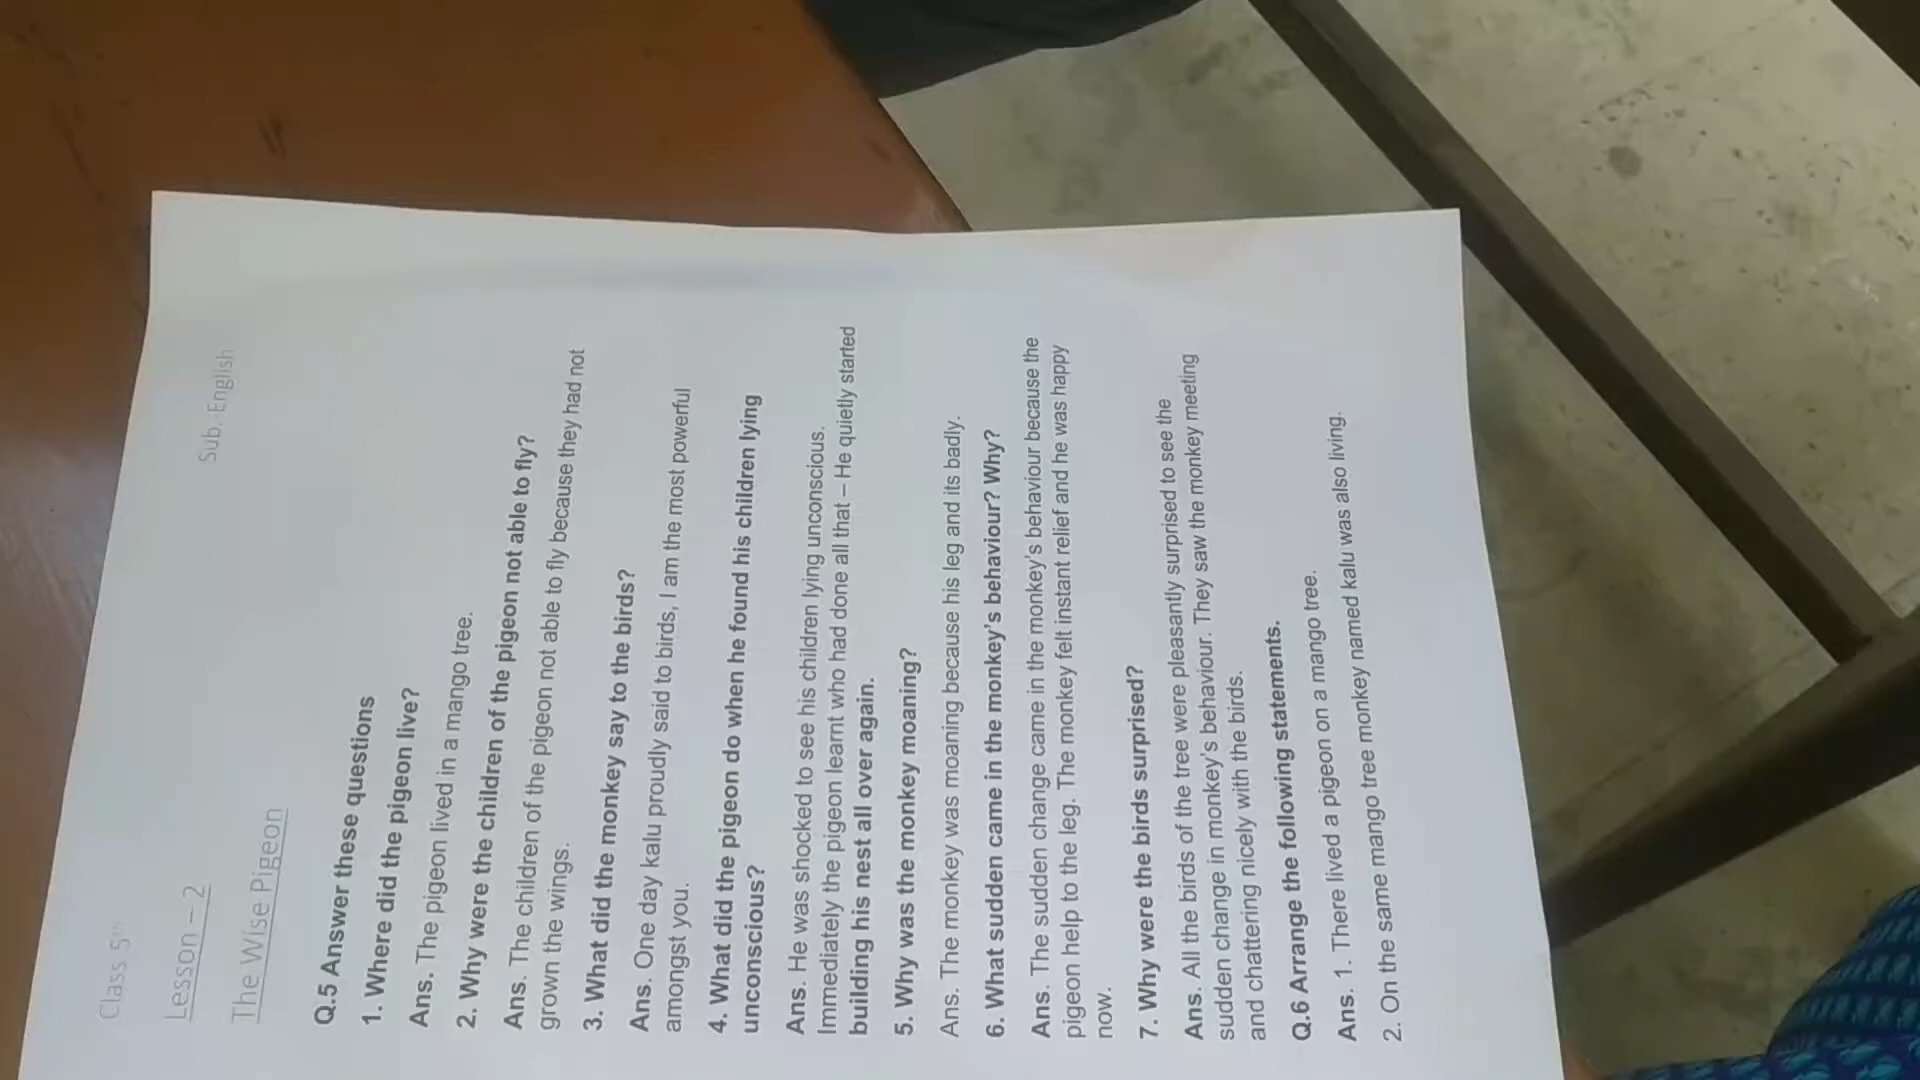 Class 5th
Sub. English
Lesson – 2
The Wise Pigeon
Q.5 Answer these questions
1. Where did the pigeon live?
Ans. The pigeon lived in a mango tree.
2. Why were the children of the pigeon not able to fly?
Ans. The children of the pigeon not able to fly because they had not
grown the wings.
3. What did the monkey say to the birds?
Ans. One day kalu proudly said to birds, I am the most powerful
amongst you.
4. What did the pigeon do when he found his children lying
unconscious?
Ans. He was shocked to see his children lying unconscious.
Immediately the pigeon learnt who had done all that – He quietly started
building his nest all over again.
5. Why was the monkey moaning?
Ans. The monkey was moaning because his leg and its badly.
6. What sudden came in the monkey's behaviour? Why?
Ans. The sudden change came in the monkey's behaviour because the
pigeon help to the leg. The monkey felt instant relief and he was happy
now.
7. Why were the birds surprised?
Ans. All the birds of the tree were pleasantly surprised to see the
sudden change in monkey's behaviour. They saw the monkey meeting
and chattering nicely with the birds.
Q.6 Arrange the following statements.
Ans. 1. There lived a pigeon on a mango tree.
2. On the same mango tree monkey named kalu was also living.